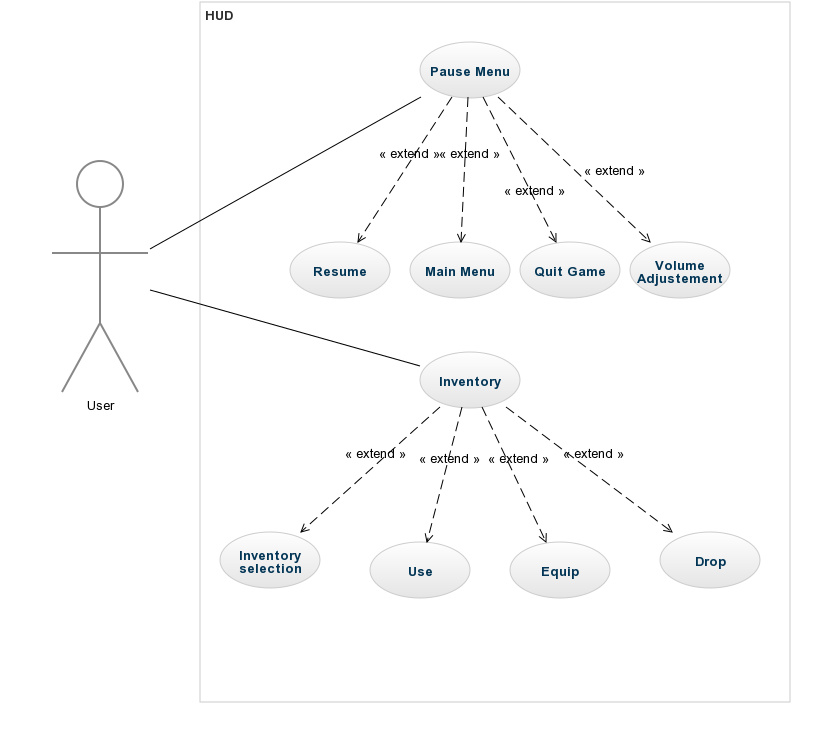 HUD
Pause Menu
« extend »
« extend »
« extend »
« extend »
Resume
Main Menu
Quit Game
Volume
Adjustement
User
Inventory
« extend »
« extend »
« extend »
« extend »
Inventory
selection
Use
Equip
Drop